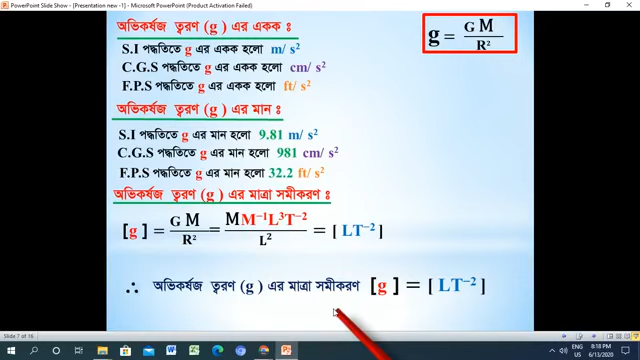 PowerPoint Slide Show - [Presentation new -1] - Microsoft PowerPoint (Product Activation Failed)
অভিকর্ষজ ত্বরণ (g) এর একক ঃ
S.I পদ্ধতিতে g এর একক হলো m/ s²
C.G.S পদ্ধতিতে g এর একক হলো cm/ s²
F.P.S পদ্ধতিতে g এর একক হলো ft/ s²
g = G M / R²
অভিকর্ষজ ত্বরণ (g) এর মান ঃ
S.I পদ্ধতিতে g এর মান হলো 9.81 m/ s²
C.G.S পদ্ধতিতে g এর মান হলো 981 cm/ s²
F.P.S পদ্ধতিতে g এর মান হলো 32.2 ft/ s²
অভিকর্ষজ ত্বরণ (g) এর মাত্রা সমীকরণ ঃ
[g] = G M / R² = M M⁻¹L³T⁻² / L² = [ LT⁻² ]
∴ অভিকর্ষজ ত্বরণ (g ) এর মাত্রা সমীকরণ [g ] = [ LT⁻² ]
Slide 7 of 16
ENG
US
8:18 PM
6/13/2020